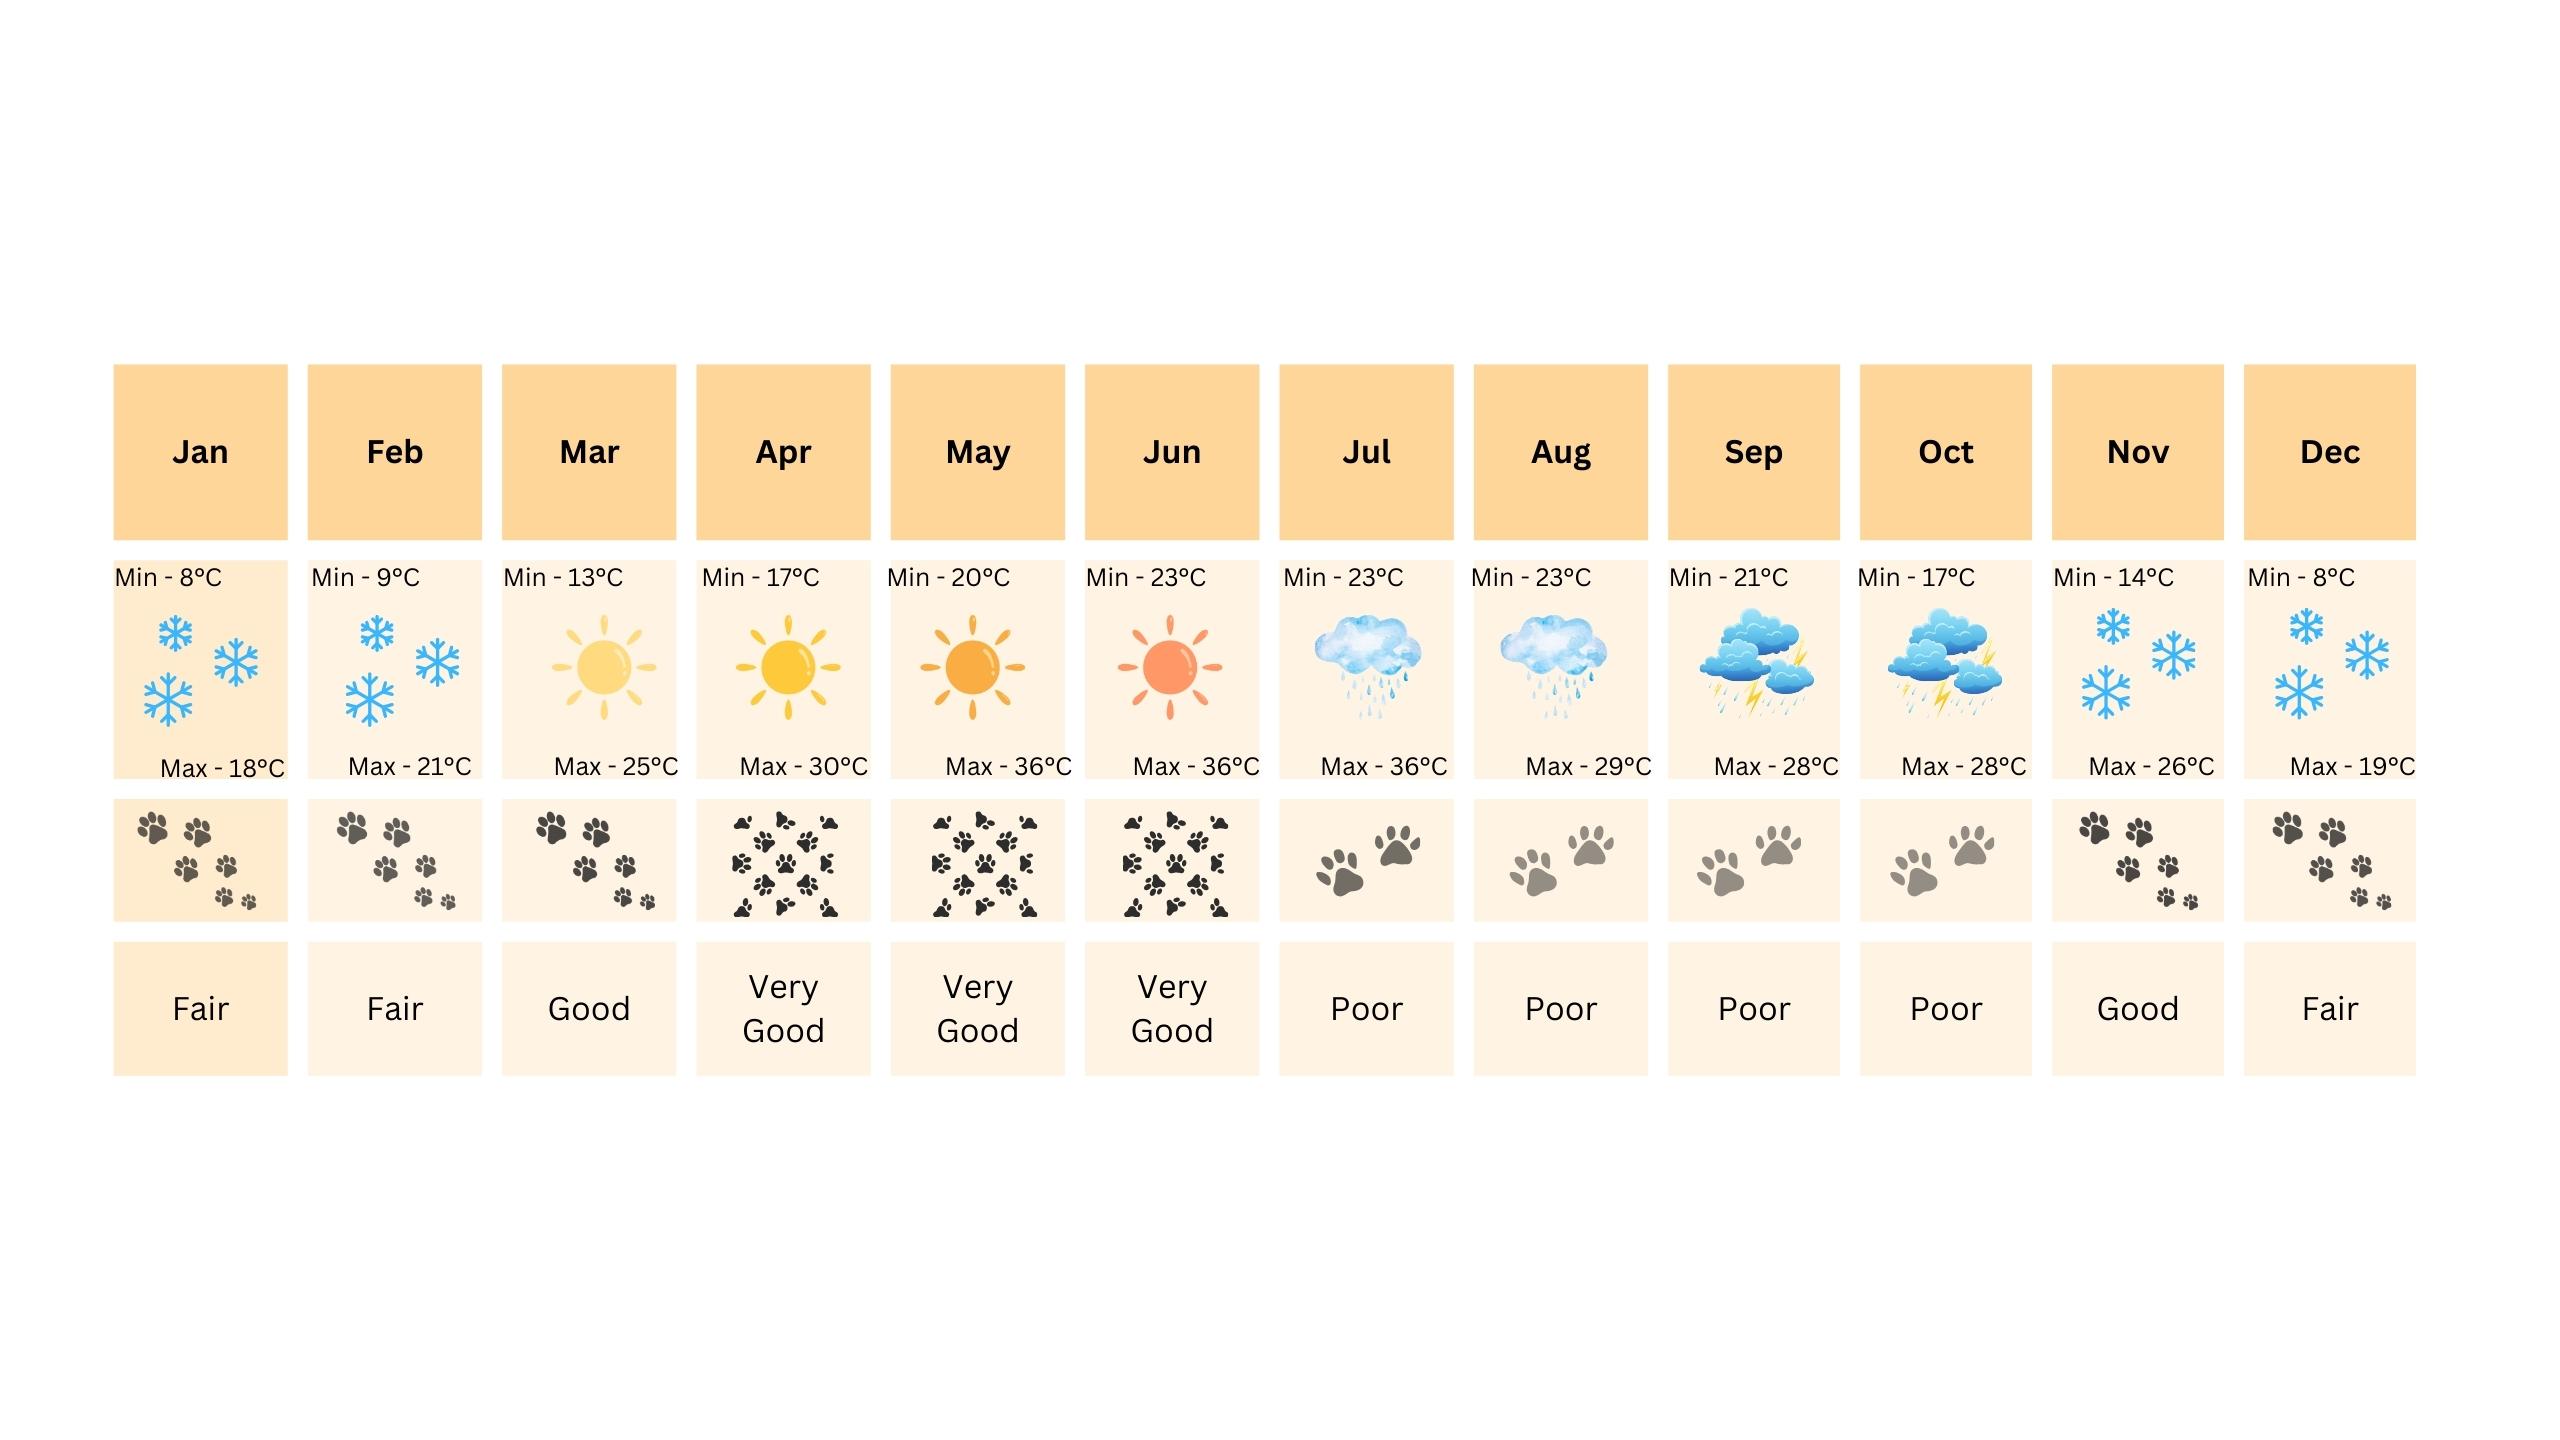 Jan
Feb
Mar
Apr
May
Jun
Jul
Aug
Sep
Oct
Nov
Dec
Min - 8°C
Min - 9°C
Min - 13°C
Min - 17°C
Min - 20°C
Min - 23°C
Min - 23°C
Min - 23°C
Min - 21°C
Min - 17°C
Min - 14°C
Min - 8°C
Max - 18°C
Max - 21°C
Max - 25°C
Max - 30°C
Max - 36°C
Max - 36°C
Max - 36°C
Max - 29°C
Max - 28°C
Max - 28°C
Max - 26°C
Max - 19°C
Fair
Fair
Good
Very
Good
Very
Good
Very
Good
Poor
Poor
Poor
Poor
Good
Fair